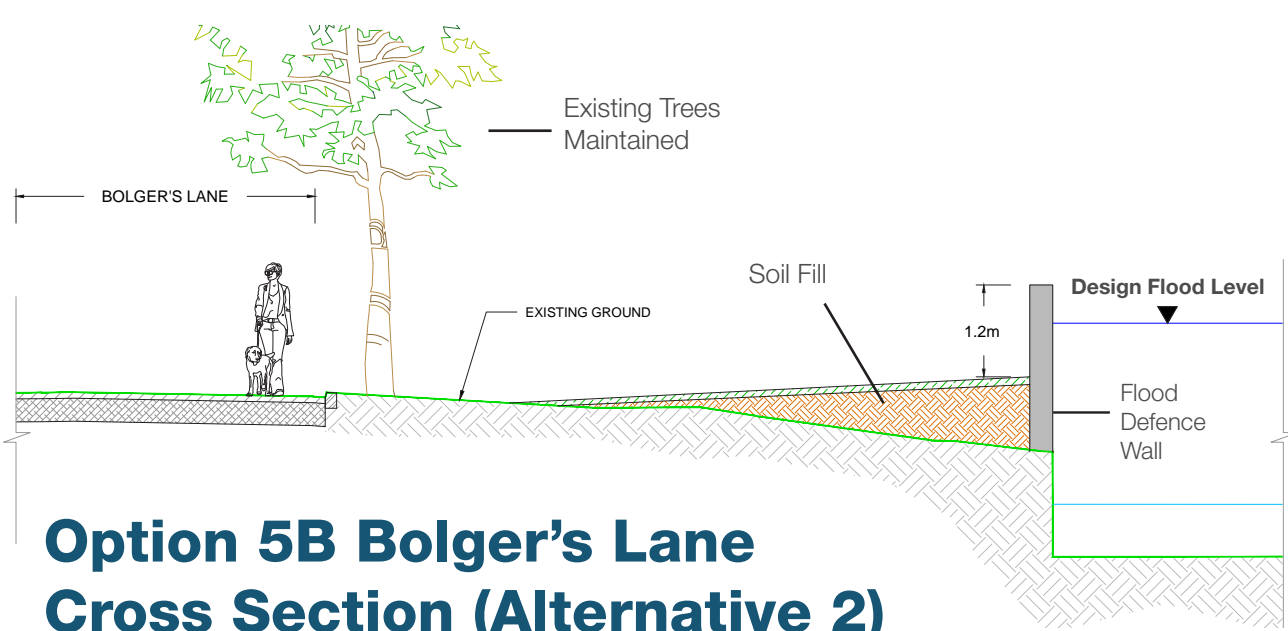 Existing Trees
Maintained
BOLGER'S LANE
Soil Fill
Design Flood Level
EXISTING GROUND
1.2m
Flood
Defence
Wall
Option 5B Bolger’s Lane
Cross Section (Alternative 2)